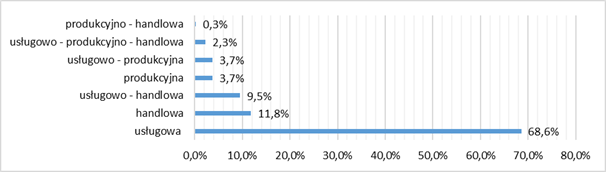 produkcyjno - handlowa 0,3%
usługowo - produkcyjno - handlowa 2,3%
usługowo - produkcyjna 3,7%
produkcyjna 3,7%
usługowo - handlowa 9,5%
handlowa 11,8%
usługowa 68,6%
0,0% 10,0% 20,0% 30,0% 40,0% 50,0% 60,0% 70,0% 80,0%